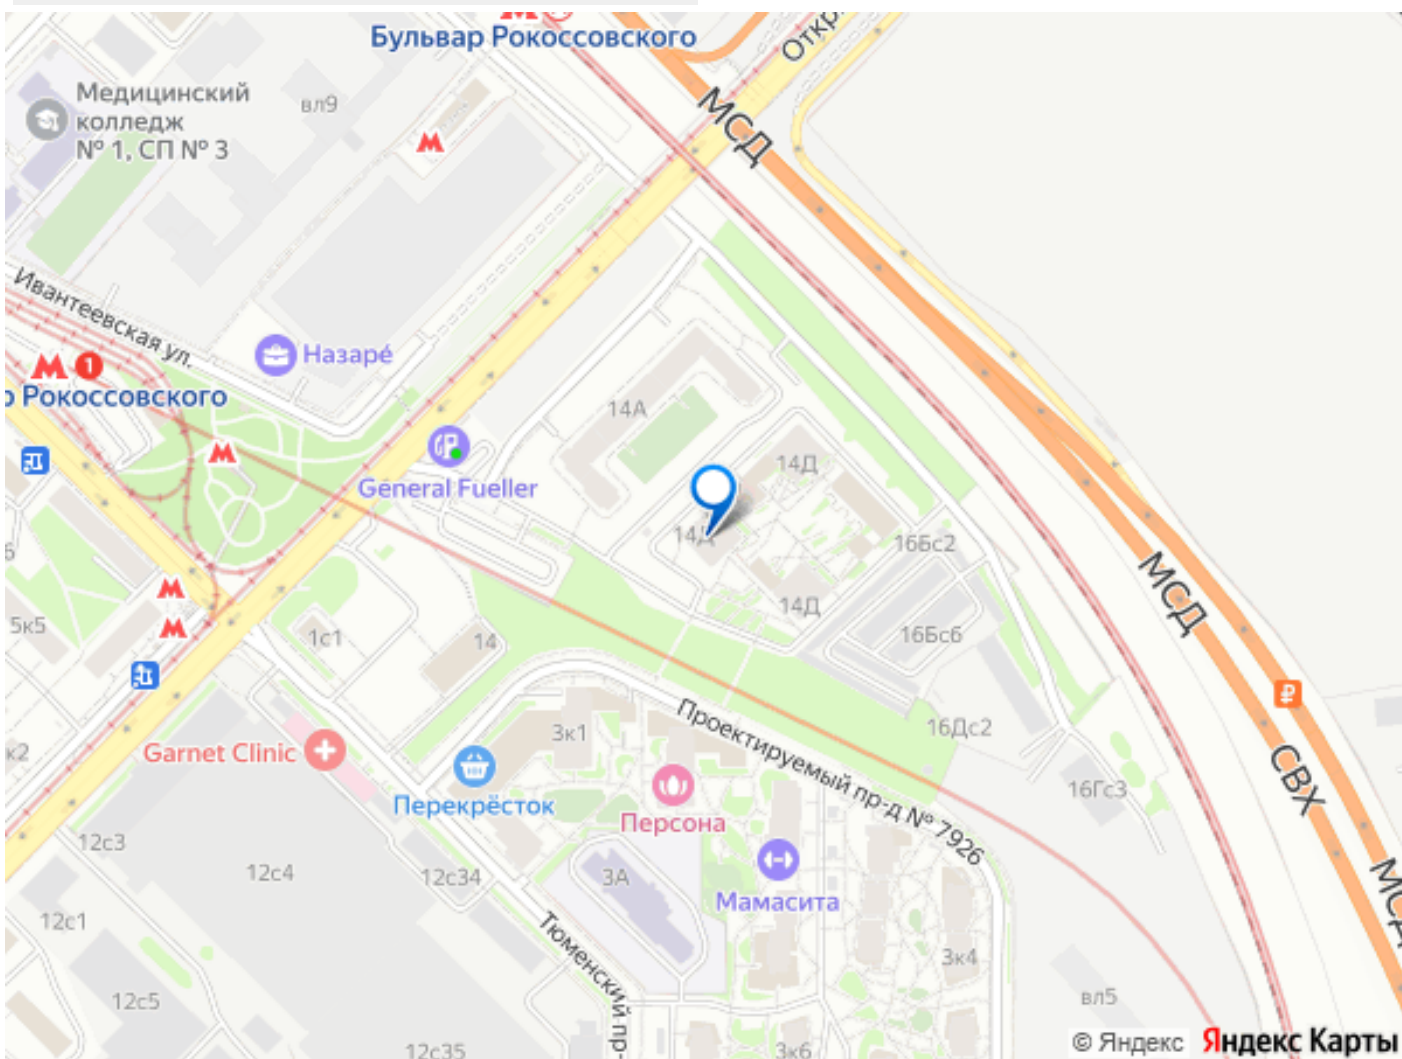 Бульвар Рокоссовского
Откр
Медицинский
колледж
№ 1, СП № 3
вл9
МСД
Ивантеевская ул.
Назаré
1
о Рокоссовского
14А
General Fueller
14Д
14Д
16Бс2
МСД
5к5
1с1
14
14Д
16Бс6
к2
Garnet Clinic
3к1
Проектируемый пр-д № 7926
16Дс2
СВХ
Перекрёсток
Персона
16Гс3
12с3
12с4
12с34
3А
Мамасита
МСД
12с1
Тюменский пр-
3к4
12с5
вл5
12с35
3к6
© Яндекс Яндекс Карты